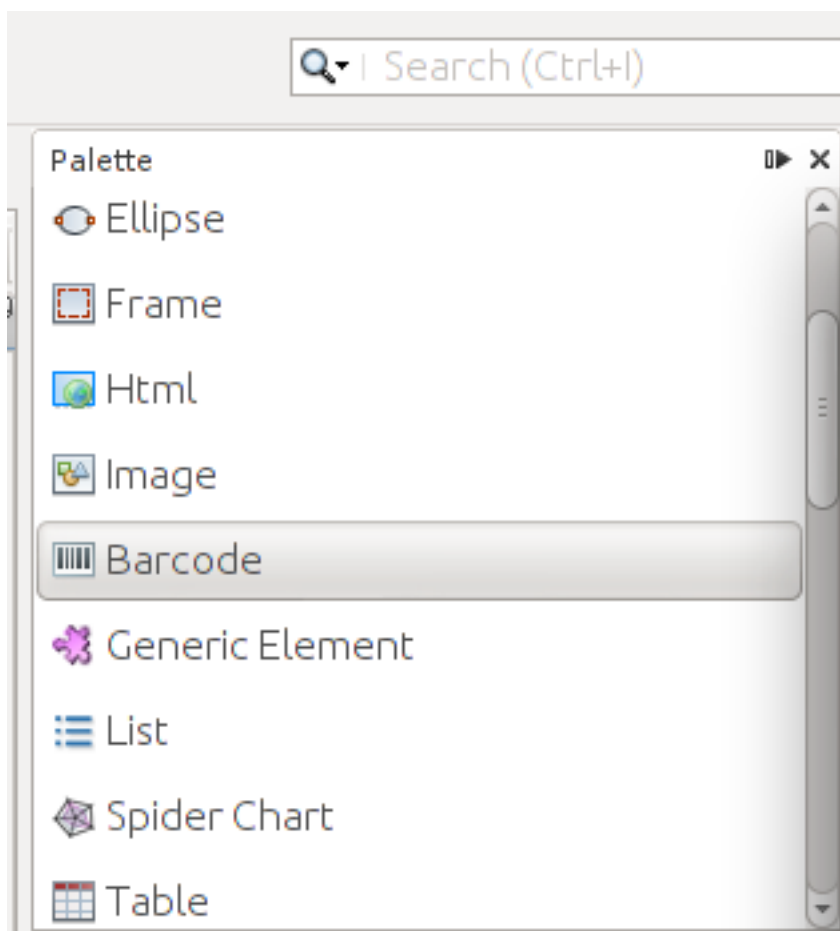 Search (Ctrl+I)
Palette
Ellipse
Frame
Html
Image
Barcode
Generic Element
List
Spider Chart
Table